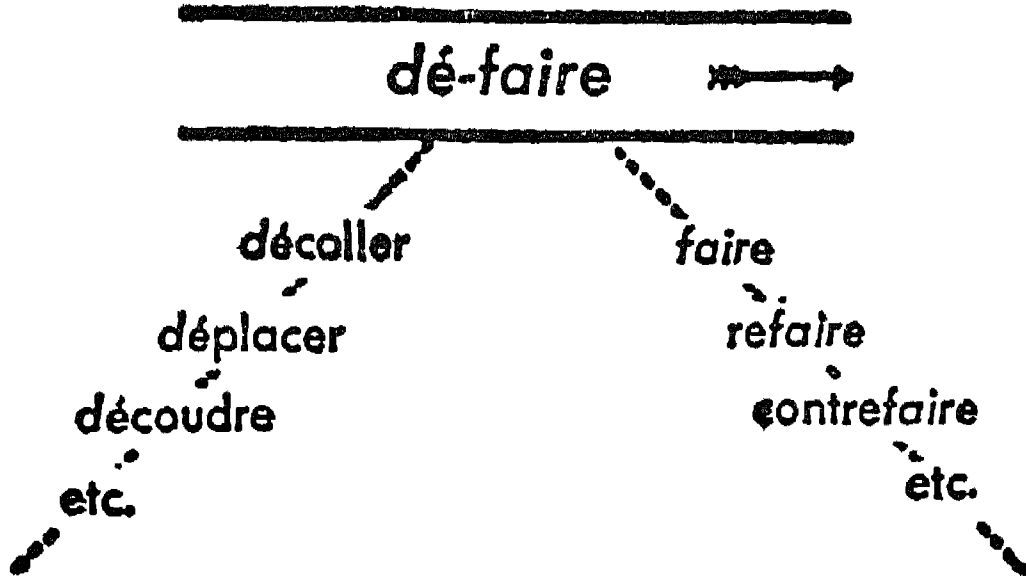 dé-faire
décoller faire
déplacer refaire
découdre contrefaire
etc. etc.